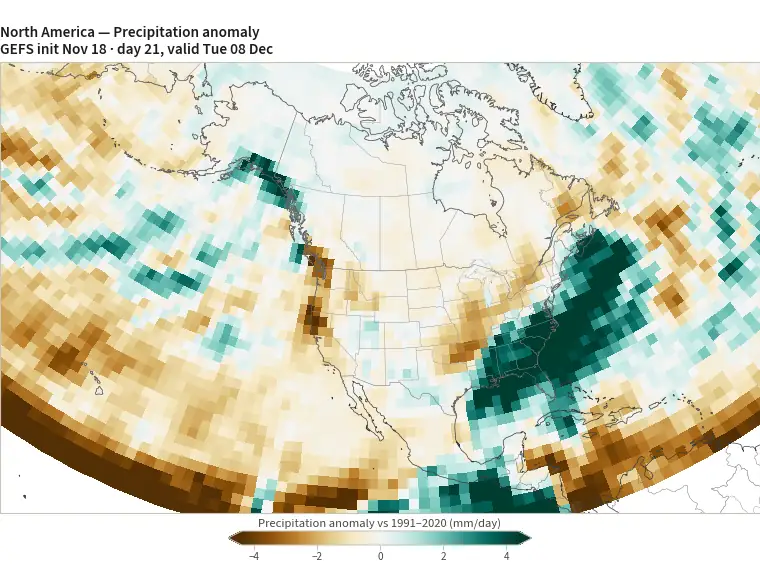 North America — Precipitation anomaly
GEFS init Nov 18 · day 21, valid Tue 08 Dec
Precipitation anomaly vs 1991–2020 (mm/day)
−4 −2 0 2 4